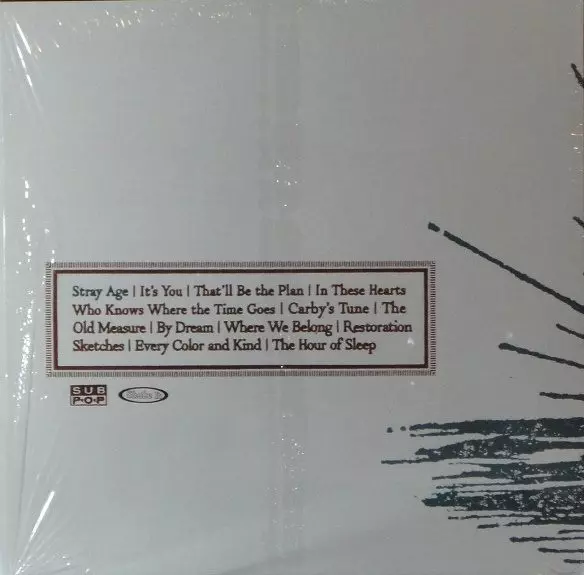 Stray Age | It's You | That'll Be the Plan | In These Hearts
Who Knows Where the Time Goes | Carby's Tune | The
Old Measure | By Dream | Where We Belong | Restoration
Sketches | Every Color and Kind | The Hour of Sleep
SUB
P·O·P
Shake It